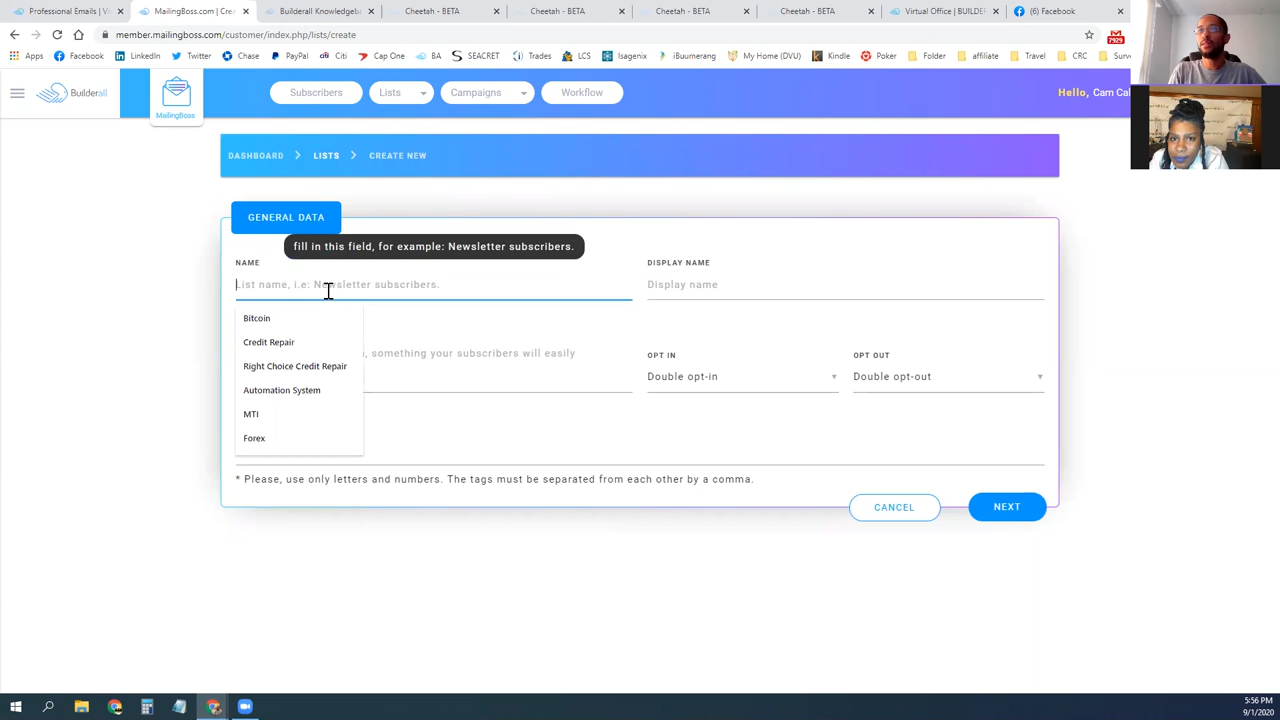 Professional Emails | Vi
MailingBoss.com | Crea
Builderall Knowledgeba
Cheetah - BETA
Cheetah - BETA
Cheetah - BETA
Cheetah - BETA
Virtual Office | BUILDER
(6) Facebook
member.mailingboss.com/customer/index.php/lists/create
7929
Apps
Facebook
LinkedIn
Twitter
Chase
PayPal
Citi
Cap One
BA
SEACRET
Trades
LCS
Isagenix
iBuumerang
My Home (DVU)
Kindle
Folder
affiliate
Travel
CRC
Surve
Builderall
MailingBoss
Subscribers
Lists
Campaigns
Workflow
Hello, Cam Cal
DASHBOARD
LISTS
CREATE NEW
GENERAL DATA
fill in this field, for example: Newsletter subscribers.
NAME
DISPLAY NAME
List name, i.e: Newsletter subscribers.
Display name
Bitcoin
Credit Repair
Right Choice Credit Repair
Automation System
MTI
Forex
, something your subscribers will easily
OPT IN
OPT OUT
Double opt-in
Double opt-out
* Please, use only letters and numbers. The tags must be separated from each other by a comma.
CANCEL
NEXT
5:56 PM
9/1/2020